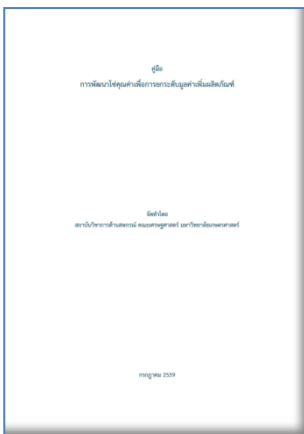 คู่มือ
การพัฒนาโซ่คุณค่าเพื่อการยกระดับมูลค่าเพิ่มผลิตภัณฑ์
จัดทำโดย
สถาบันวิชาการด้านสหกรณ์ คณะเศรษฐศาสตร์ มหาวิทยาลัยเกษตรศาสตร์
กรกฎาคม 2559